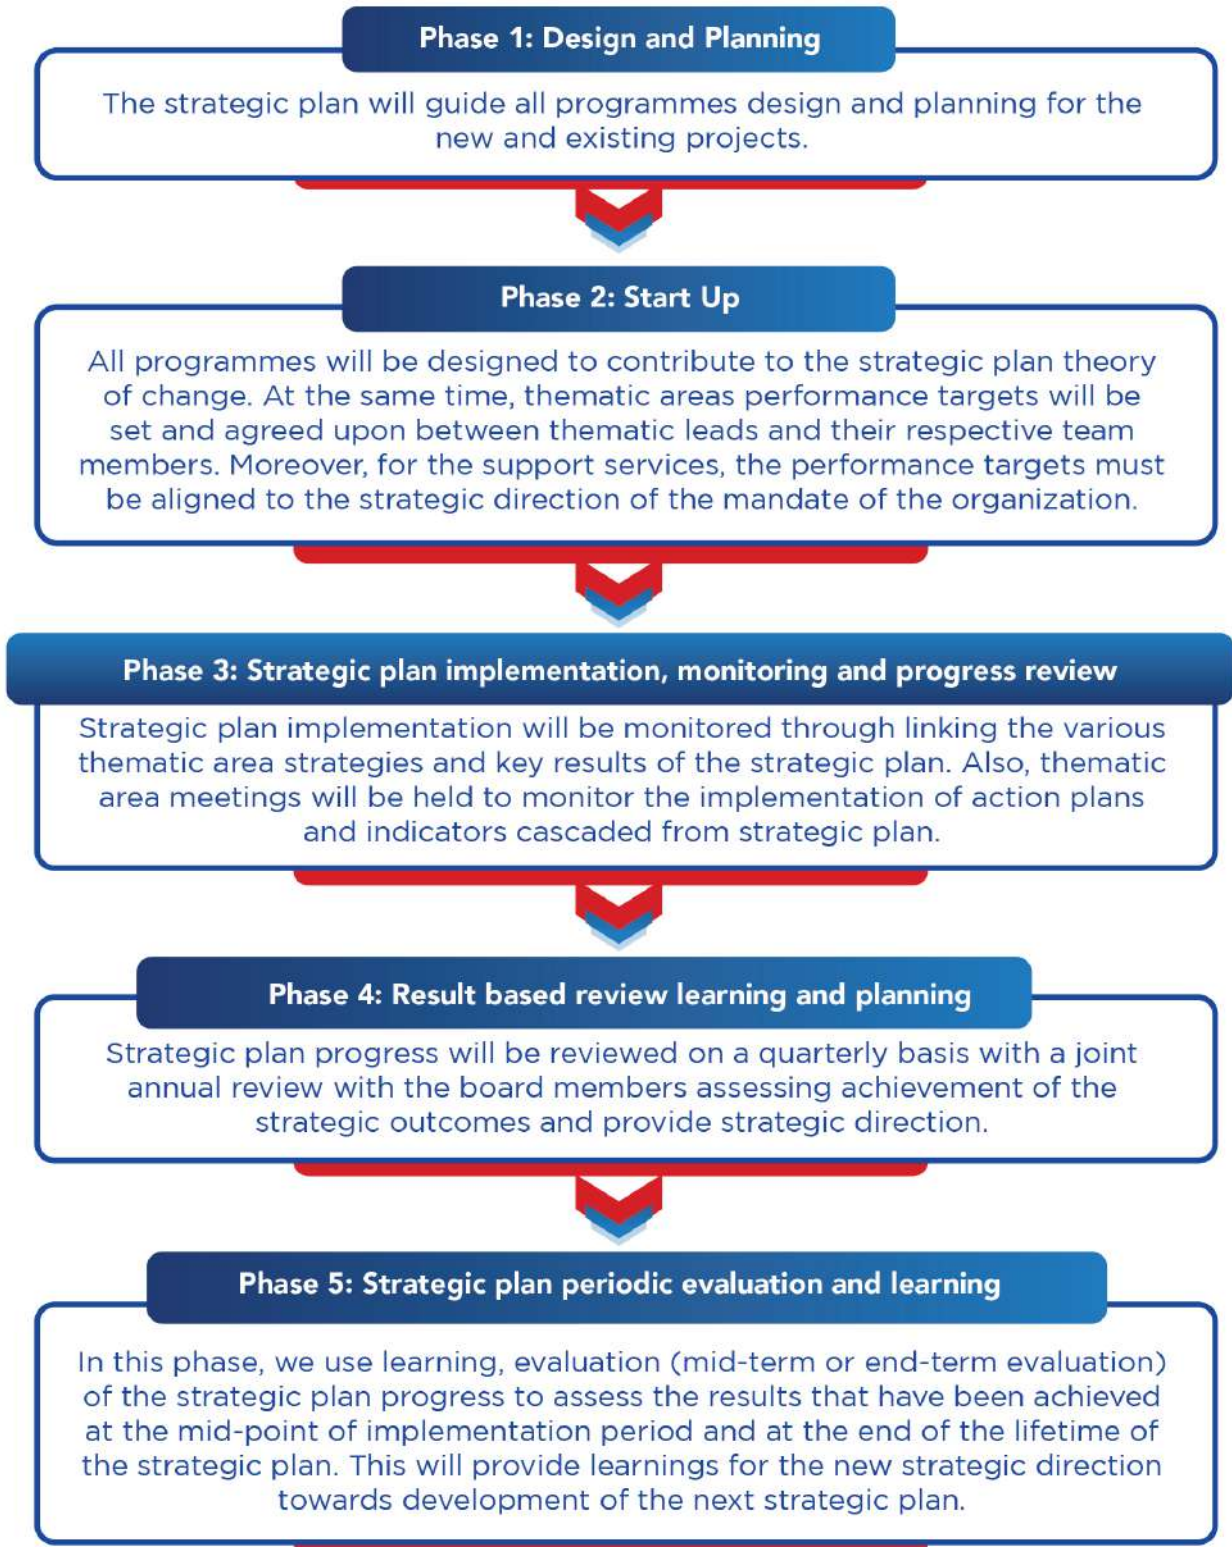 Phase 1: Design and Planning
The strategic plan will guide all programmes design and planning for the
new and existing projects.
Phase 2: Start Up
All programmes will be designed to contribute to the strategic plan theory
of change. At the same time, thematic areas performance targets will be
set and agreed upon between thematic leads and their respective team
members. Moreover, for the support services, the performance targets must
be aligned to the strategic direction of the mandate of the organization.
Phase 3: Strategic plan implementation, monitoring and progress review
Strategic plan implementation will be monitored through linking the various
thematic area strategies and key results of the strategic plan. Also, thematic
area meetings will be held to monitor the implementation of action plans
and indicators cascaded from strategic plan.
Phase 4: Result based review learning and planning
Strategic plan progress will be reviewed on a quarterly basis with a joint
annual review with the board members assessing achievement of the
strategic outcomes and provide strategic direction.
Phase 5: Strategic plan periodic evaluation and learning
In this phase, we use learning, evaluation (mid-term or end-term evaluation)
of the strategic plan progress to assess the results that have been achieved
at the mid-point of implementation period and at the end of the lifetime of
the strategic plan. This will provide learnings for the new strategic direction
towards development of the next strategic plan.